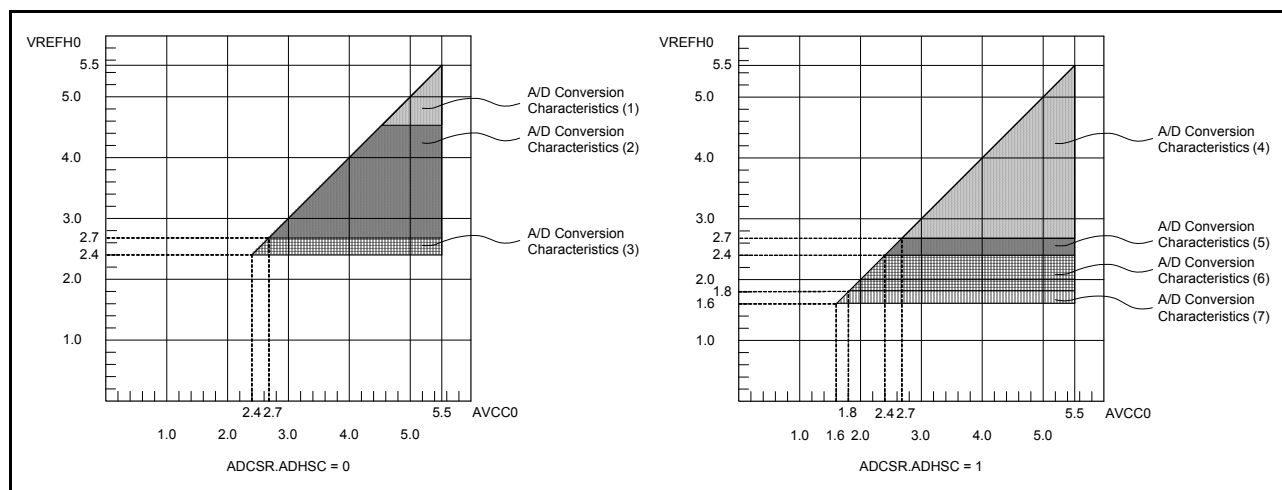 VREFH0
5.5
5.0
4.0
3.0
2.7
2.4
2.0
1.0
A/D Conversion
Characteristics (1)
A/D Conversion
Characteristics (2)
A/D Conversion
Characteristics (3)
2.4 2.7
5.5
AVCC0
1.0
2.0
3.0
4.0
5.0
ADCSR.ADHSC = 0
VREFH0
5.5
5.0
4.0
3.0
2.7
2.4
2.0
1.8
1.6
1.0
A/D Conversion
Characteristics (4)
A/D Conversion
Characteristics (5)
A/D Conversion
Characteristics (6)
A/D Conversion
Characteristics (7)
1.8
2.4 2.7
5.5
AVCC0
1.0
1.6
2.0
3.0
4.0
5.0
ADCSR.ADHSC = 1